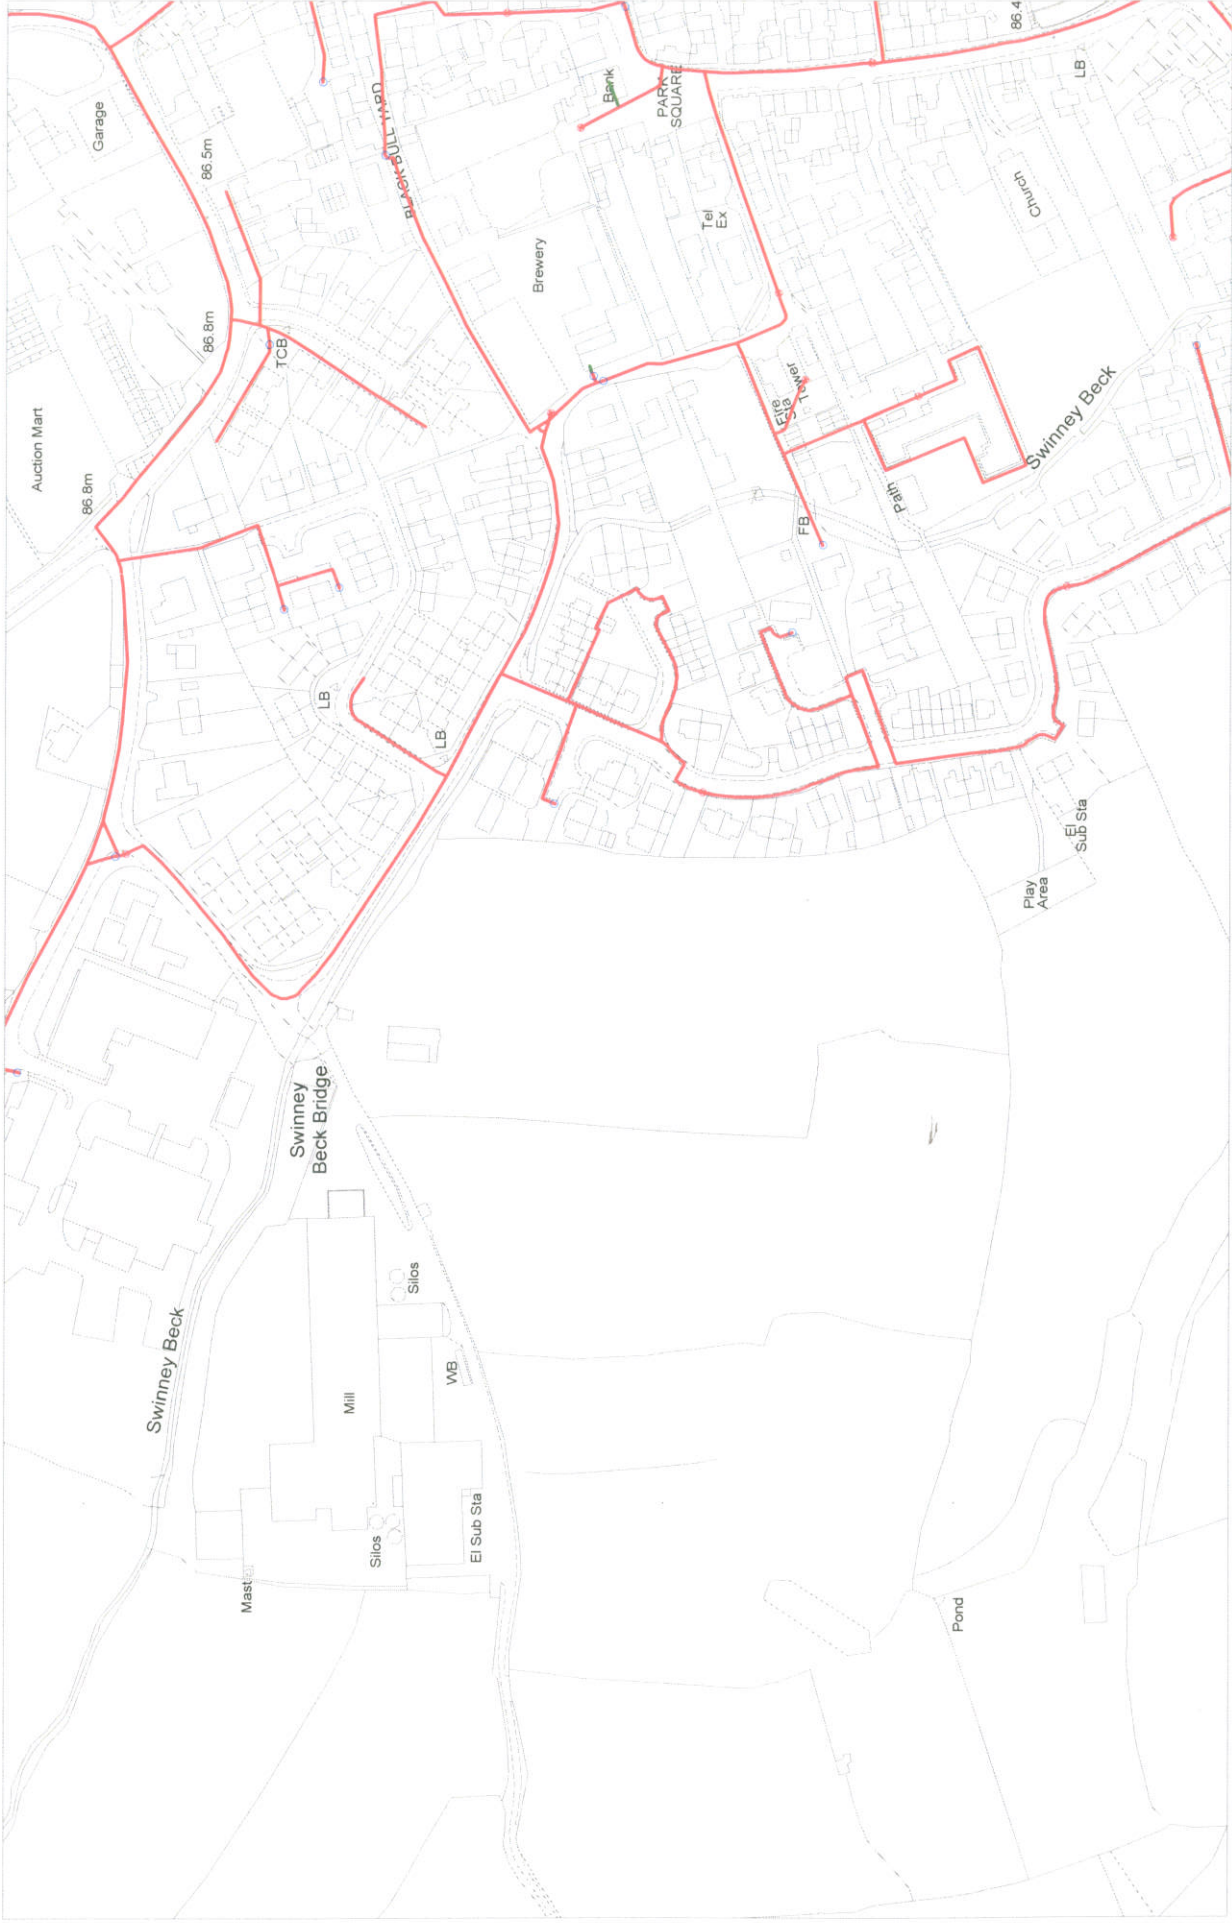 Swinney Beck
Mast
Silos
El Sub Sta
Mill
WB
Silos
Swinney
Beck Bridge
Pond
Play
Area
El
Sub Sta
LB
LB
Auction Mart
86.8m
86.8m
TCB
86.5m
Garage
BLACK BULL YARD
Brewery
Bank
PARK
SQUARE
Tel
Ex
Fire
Sta
Tower
FB
Path
Swinney Beck
Church
LB
86.4